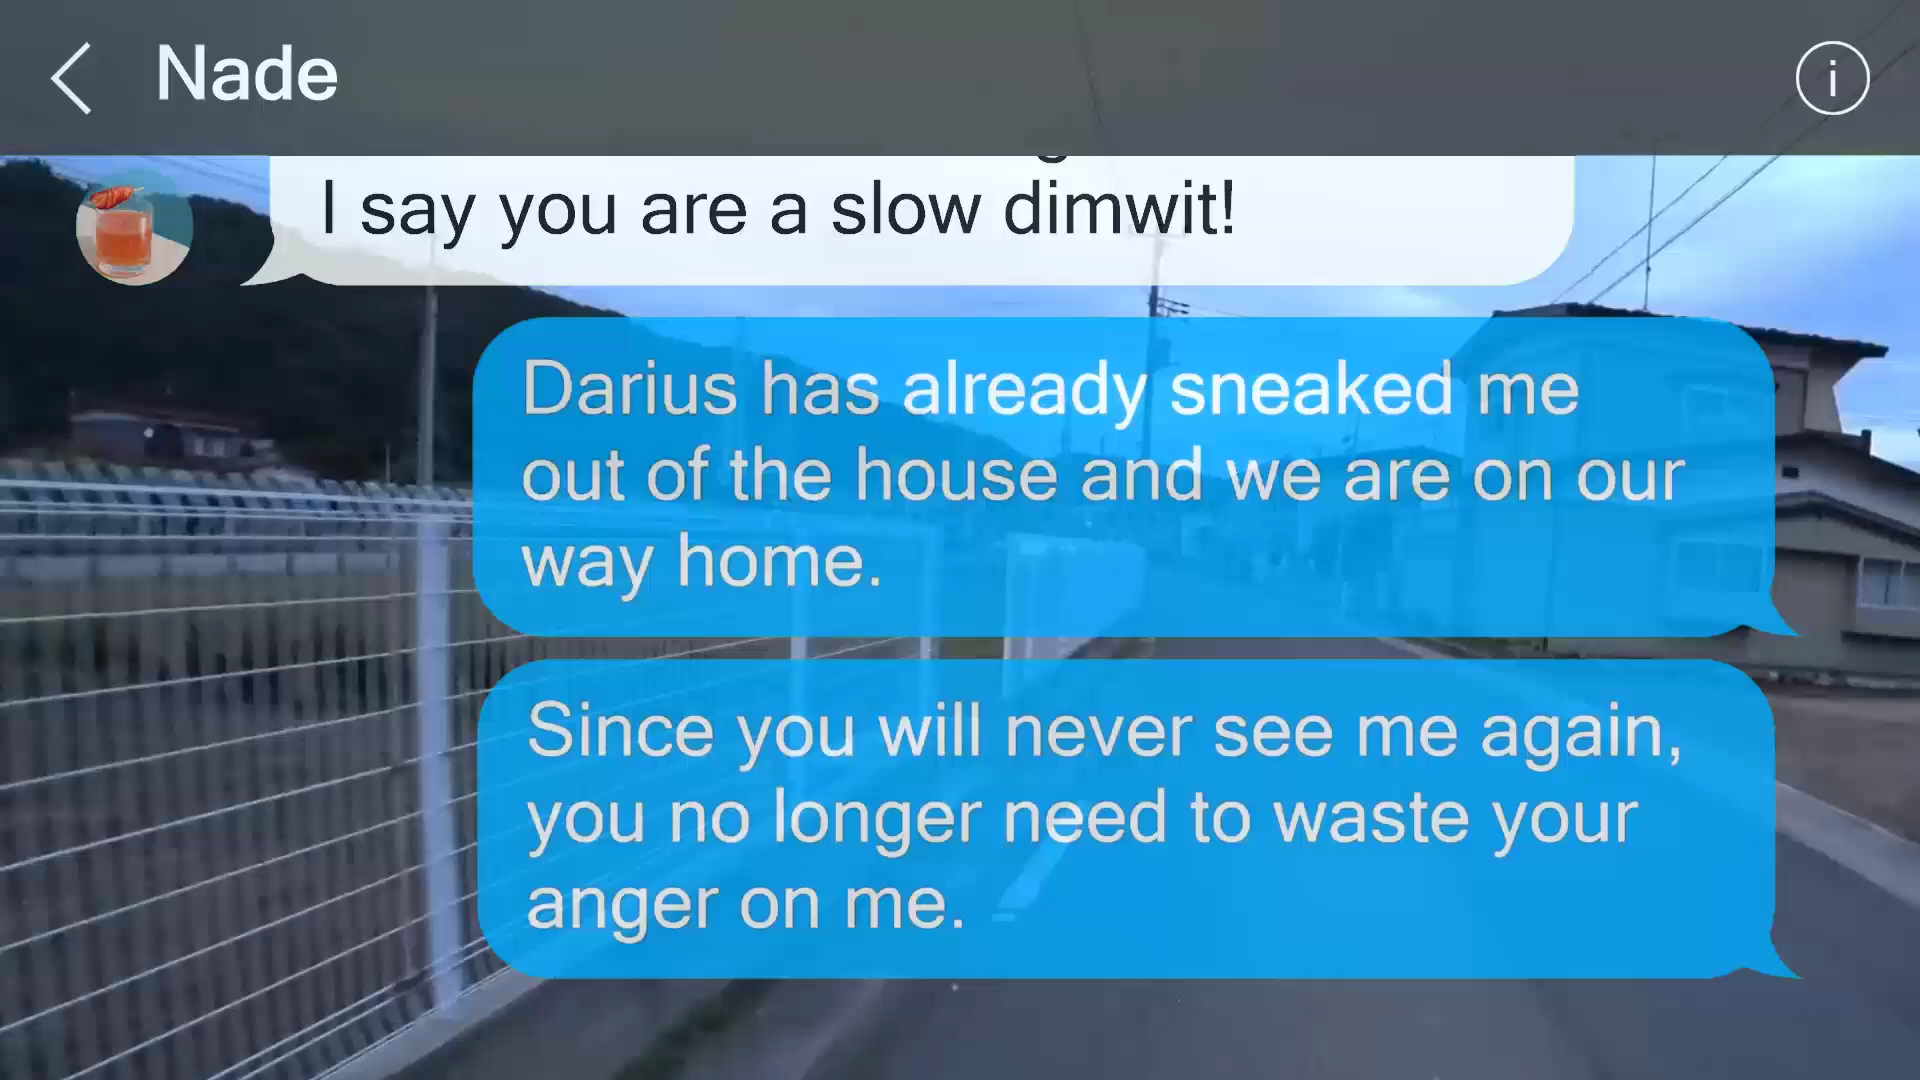 Nade
I say you are a slow dimwit!
Darius has already sneaked me
out of the house and we are on our
way home.
Since you will never see me again,
you no longer need to waste your
anger on me.